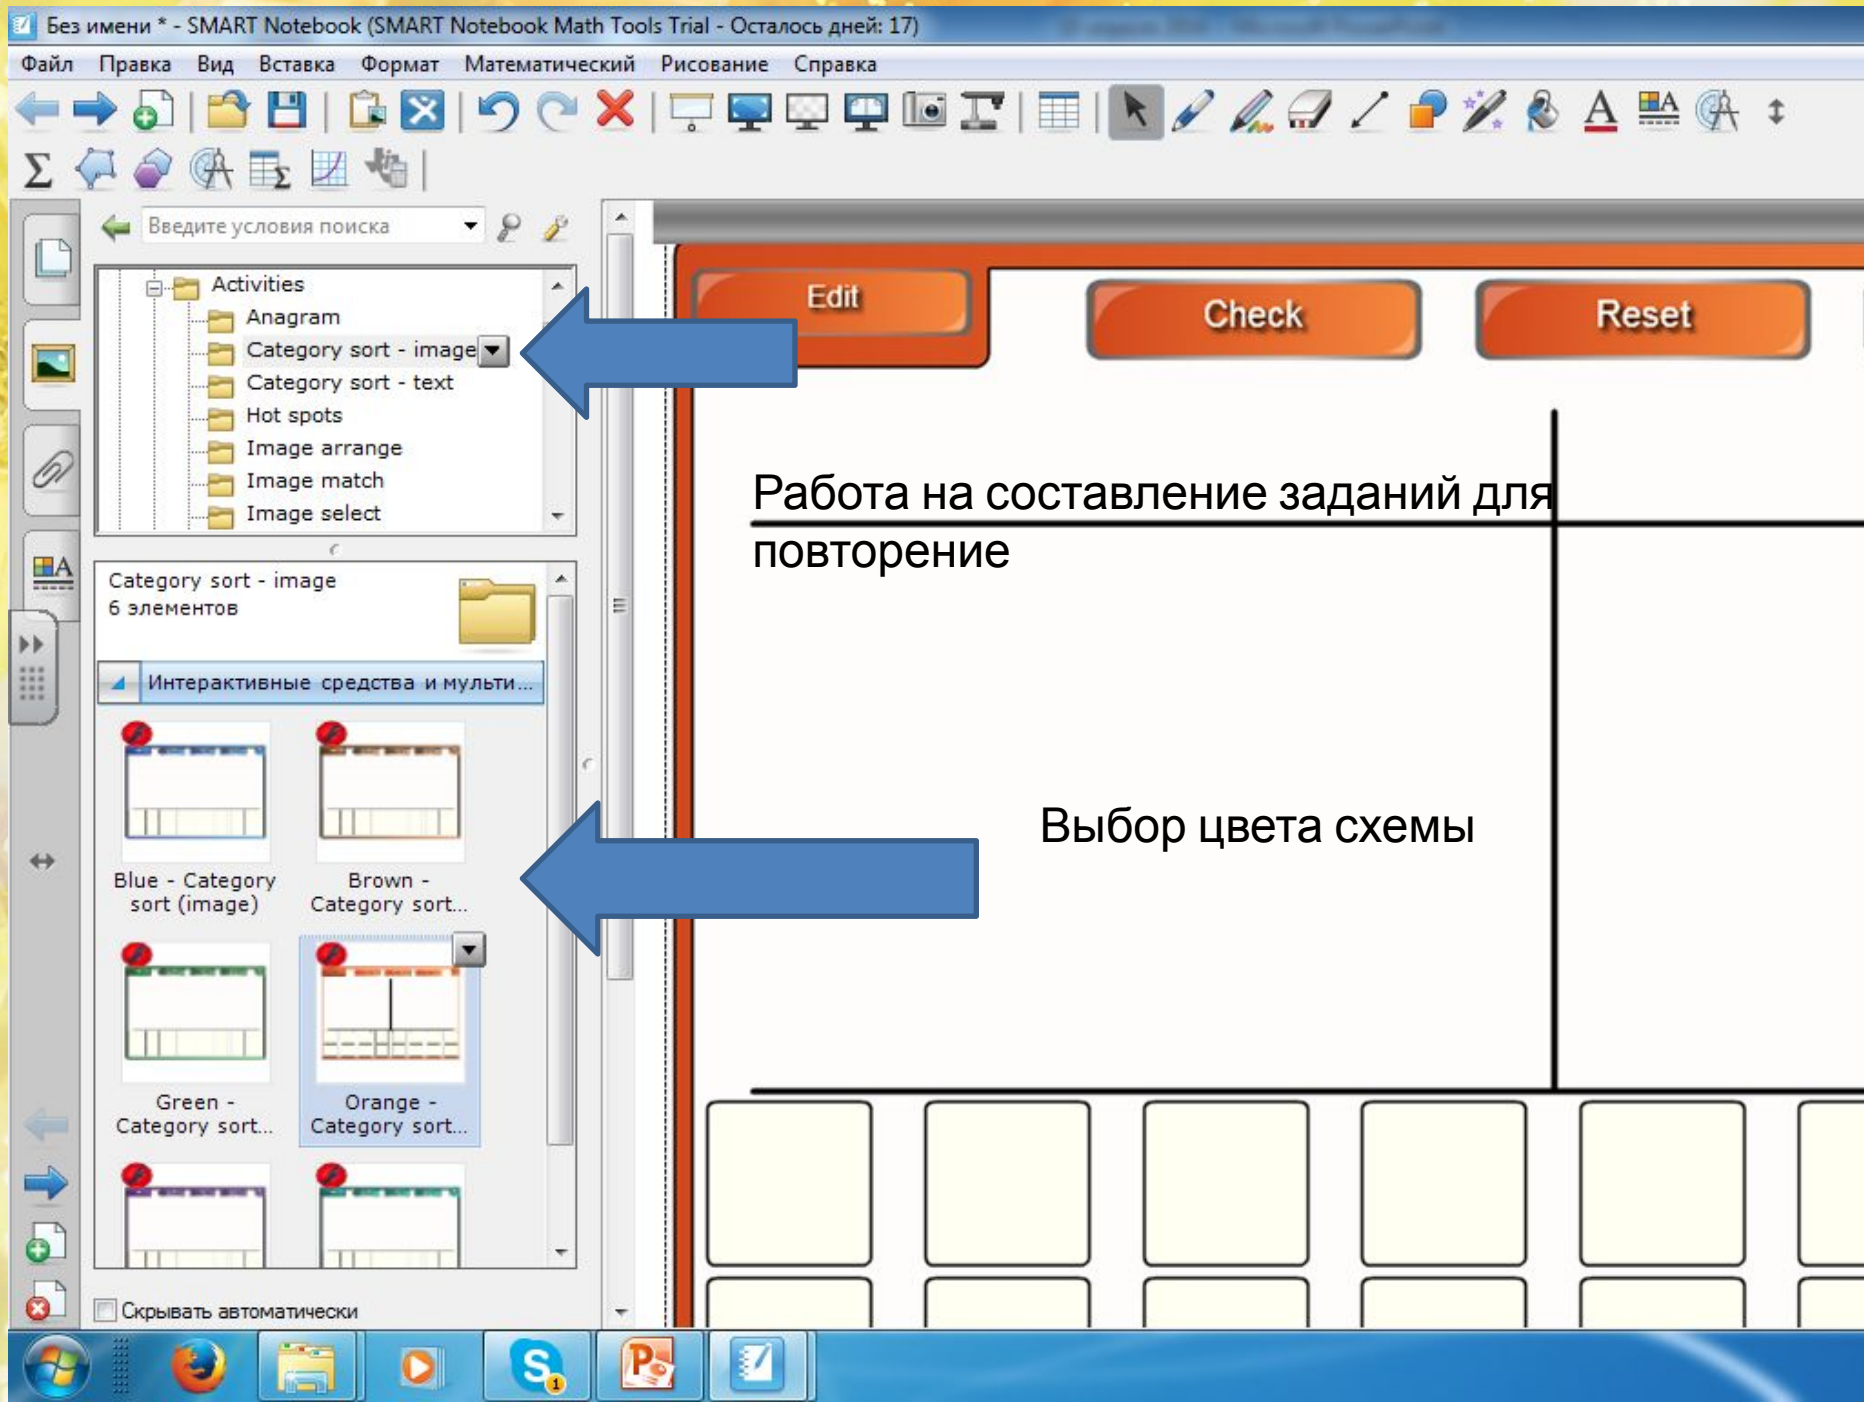 Без имени * - SMART Notebook (SMART Notebook Math Tools Trial - Осталось дней: 17)
Файл Правка Вид Вставка Формат Математический Рисование Справка
Введите условия поиска
Activities
Anagram
Category sort - image
Category sort - text
Hot spots
Image arrange
Image match
Image select
Category sort - image
6 элементов
Интерактивные средства и мульти...
Blue - Category
sort (image)
Brown -
Category sort...
Green -
Category sort...
Orange -
Category sort...
Скрывать автоматически
Edit
Check
Reset
Работа на составление заданий для
повторение
Выбор цвета схемы